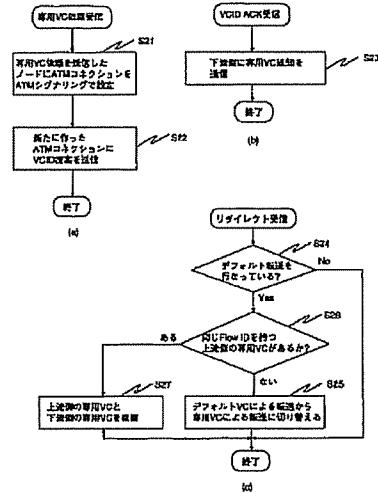 専用VC依頼受信
S21
専用VC依頼を送信した
ノードにATMコネクションを
ATMシグナリングで設定
S22
新たに作った
ATMコネクションに
VCID提案を送信
終了
(a)
VCID ACK受信
S23
下流側に専用VC通知を
送信
終了
(b)
リダイレクト受信
S24
デフォルト転送を
行なっている?
No
Yes
S26
同じFlow IDを持つ
上流側の専用VCがあるか?
ある
ない
S27
上流側の専用VCと
下流側の専用VCを
S25
デフォルトVCによる転送から
専用VCによる転送に切り替える
終了
(c)